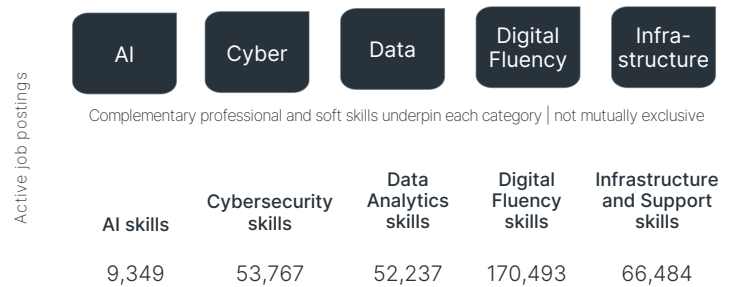 AI
Cyber
Data
Digital
Fluency
Infra-
structure
Complementary professional and soft skills underpin each category | not mutually exclusive
Active job postings
AI skills
Cybersecurity
skills
Data
Analytics
skills
Digital
Fluency
skills
Infrastructure
and Support
skills
9,349
53,767
52,237
170,493
66,484